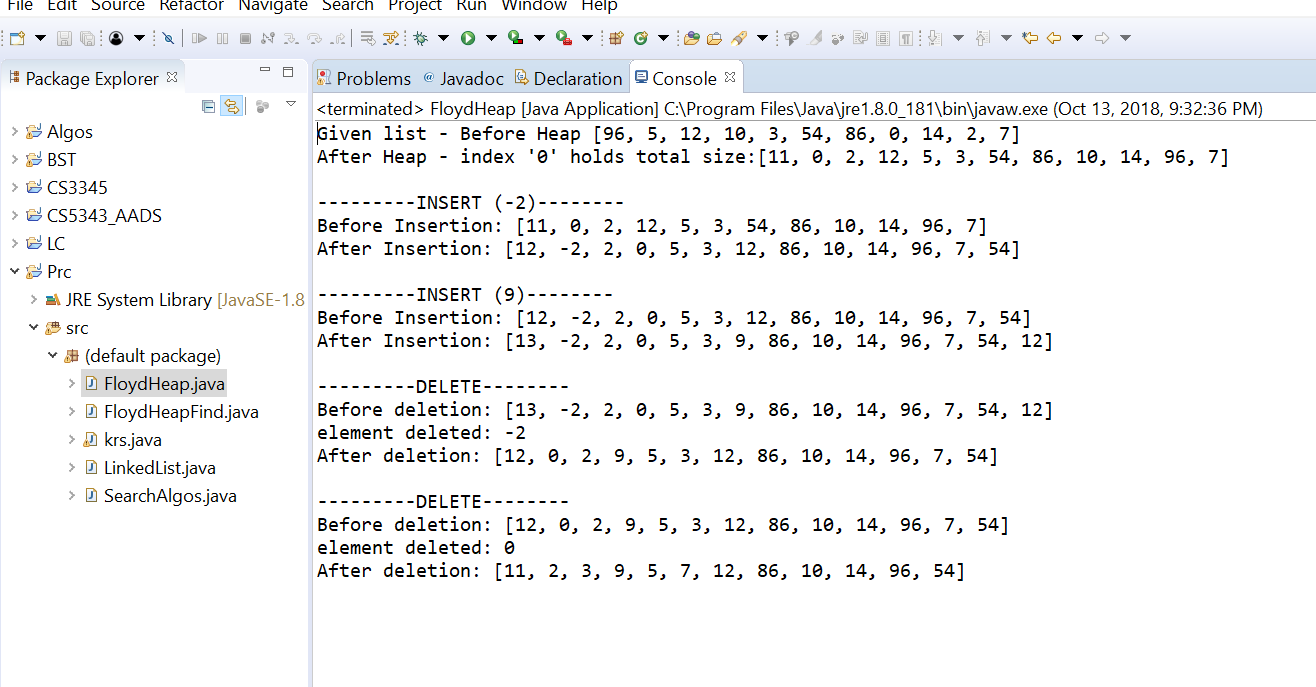 File Edit Source Refactor Navigate Search Project Run Window Help
Package Explorer
Algos
BST
CS3345
CS5343_AADS
LC
Prc
JRE System Library [JavaSE-1.8
src
(default package)
FloydHeap.java
FloydHeapFind.java
krs.java
LinkedList.java
SearchAlgos.java
Problems @ Javadoc Declaration Console
<terminated> FloydHeap [Java Application] C:\Program Files\Java\jre1.8.0_181\bin\javaw.exe (Oct 13, 2018, 9:32:36 PM)
Given list - Before Heap [96, 5, 12, 10, 3, 54, 86, 0, 14, 2, 7]
After Heap - index '0' holds total size:[11, 0, 2, 12, 5, 3, 54, 86, 10, 14, 96, 7]
---------INSERT (-2)--------
Before Insertion: [11, 0, 2, 12, 5, 3, 54, 86, 10, 14, 96, 7]
After Insertion: [12, -2, 2, 0, 5, 3, 12, 86, 10, 14, 96, 7, 54]
---------INSERT (9)--------
Before Insertion: [12, -2, 2, 0, 5, 3, 12, 86, 10, 14, 96, 7, 54]
After Insertion: [13, -2, 2, 0, 5, 3, 9, 86, 10, 14, 96, 7, 54, 12]
---------DELETE--------
Before deletion: [13, -2, 2, 0, 5, 3, 9, 86, 10, 14, 96, 7, 54, 12]
element deleted: -2
After deletion: [12, 0, 2, 9, 5, 3, 12, 86, 10, 14, 96, 7, 54]
---------DELETE--------
Before deletion: [12, 0, 2, 9, 5, 3, 12, 86, 10, 14, 96, 7, 54]
element deleted: 0
After deletion: [11, 2, 3, 9, 5, 7, 12, 86, 10, 14, 96, 54]